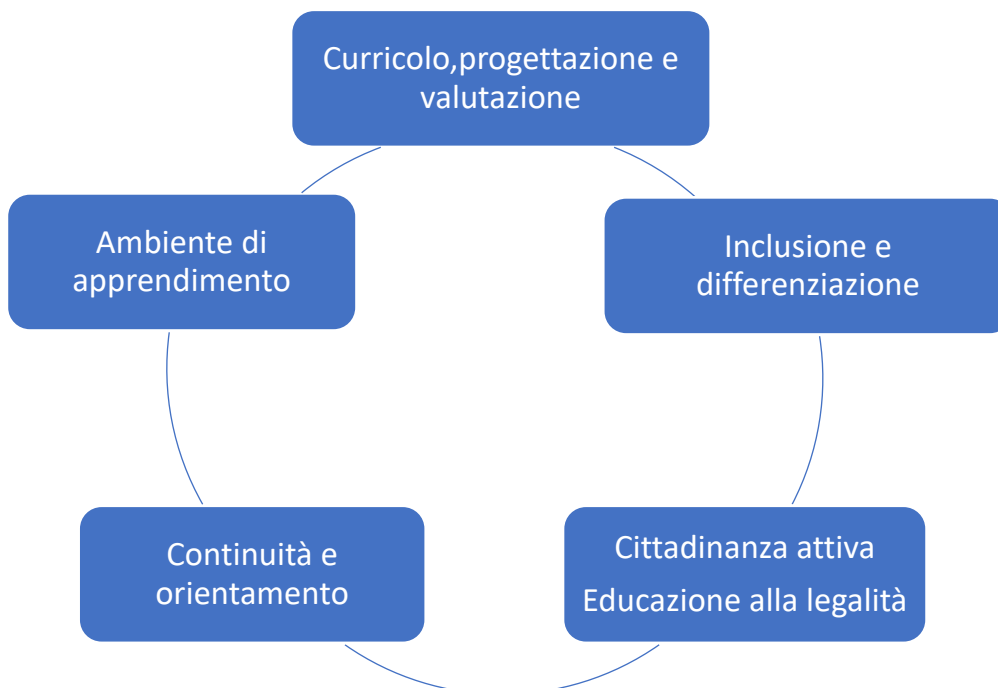 Curricolo,progettazione e
valutazione
Ambiente di
apprendimento
Inclusione e
differenziazione
Continuità e
orientamento
Cittadinanza attiva
Educazione alla legalità